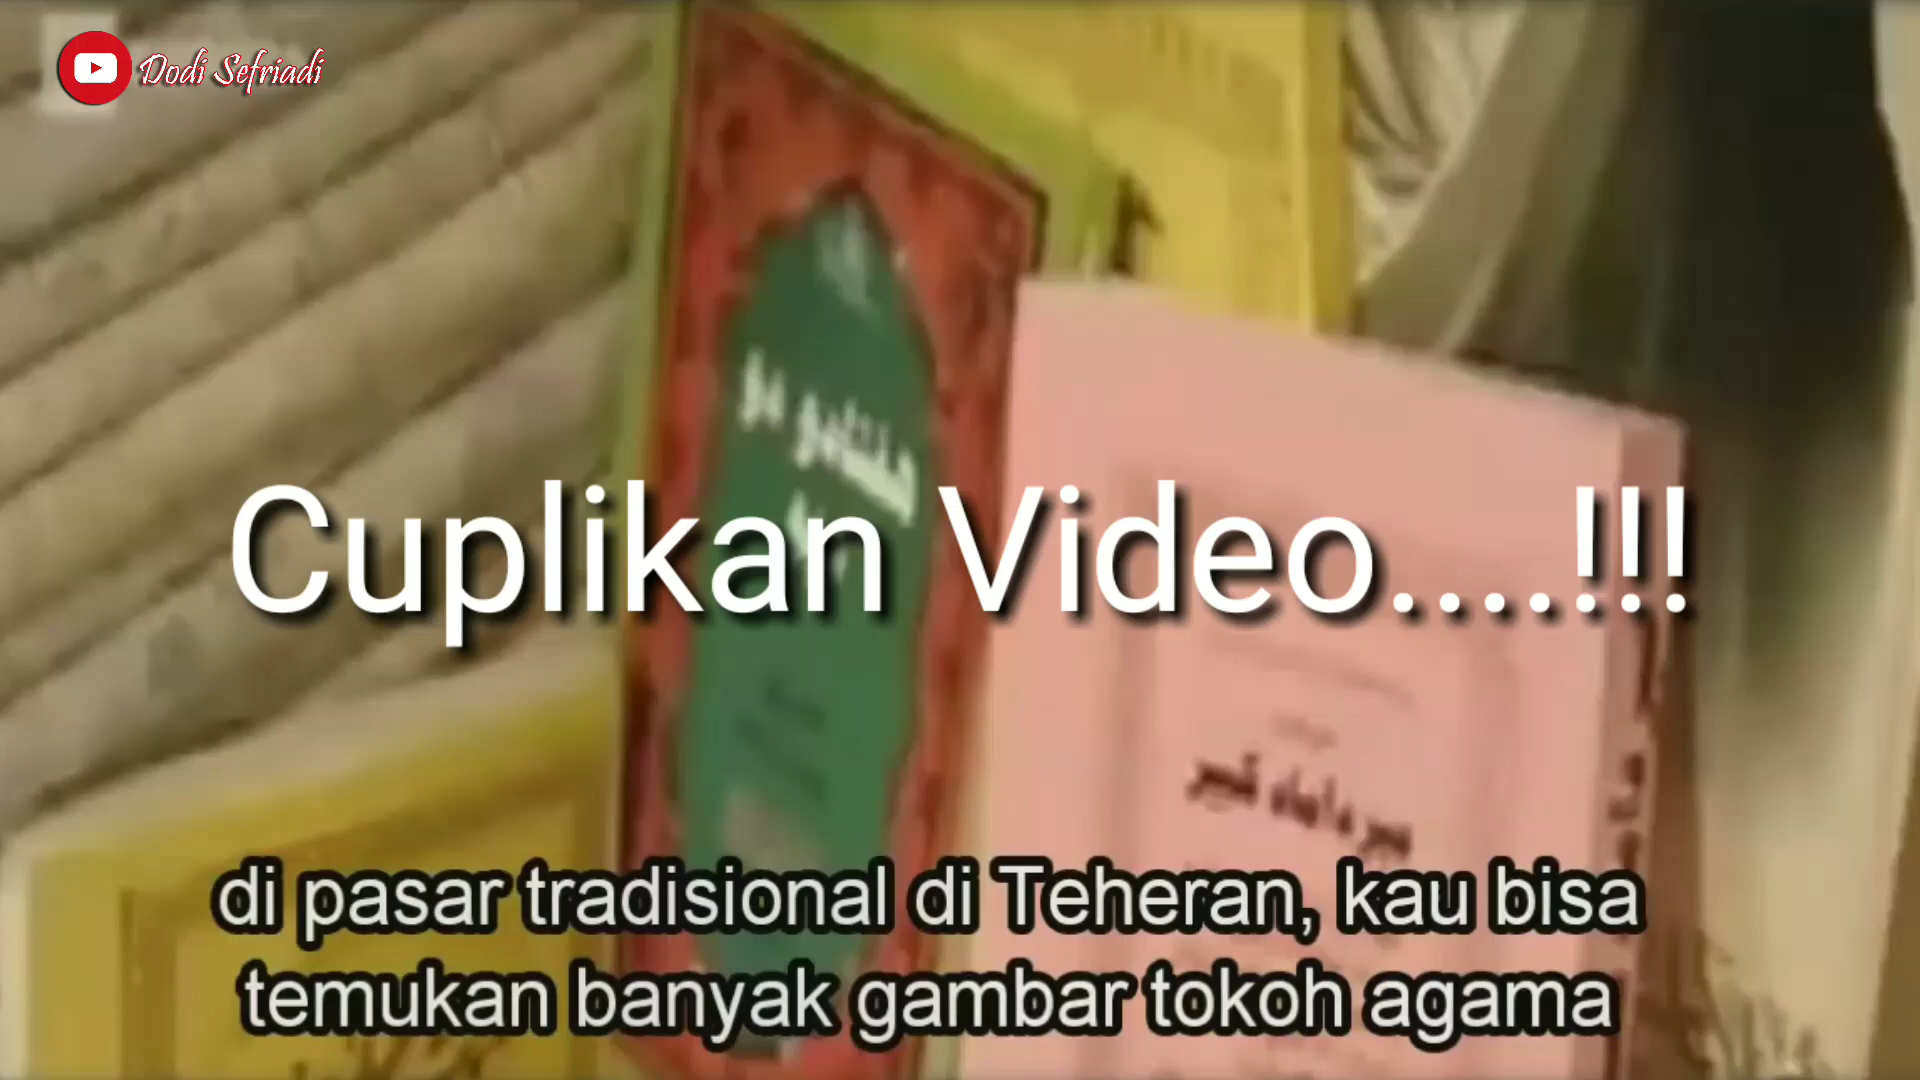 Dodi Sefriadi
Cuplikan Video....!!!
di pasar tradisional di Teheran, kau bisa
temukan banyak gambar tokoh agama